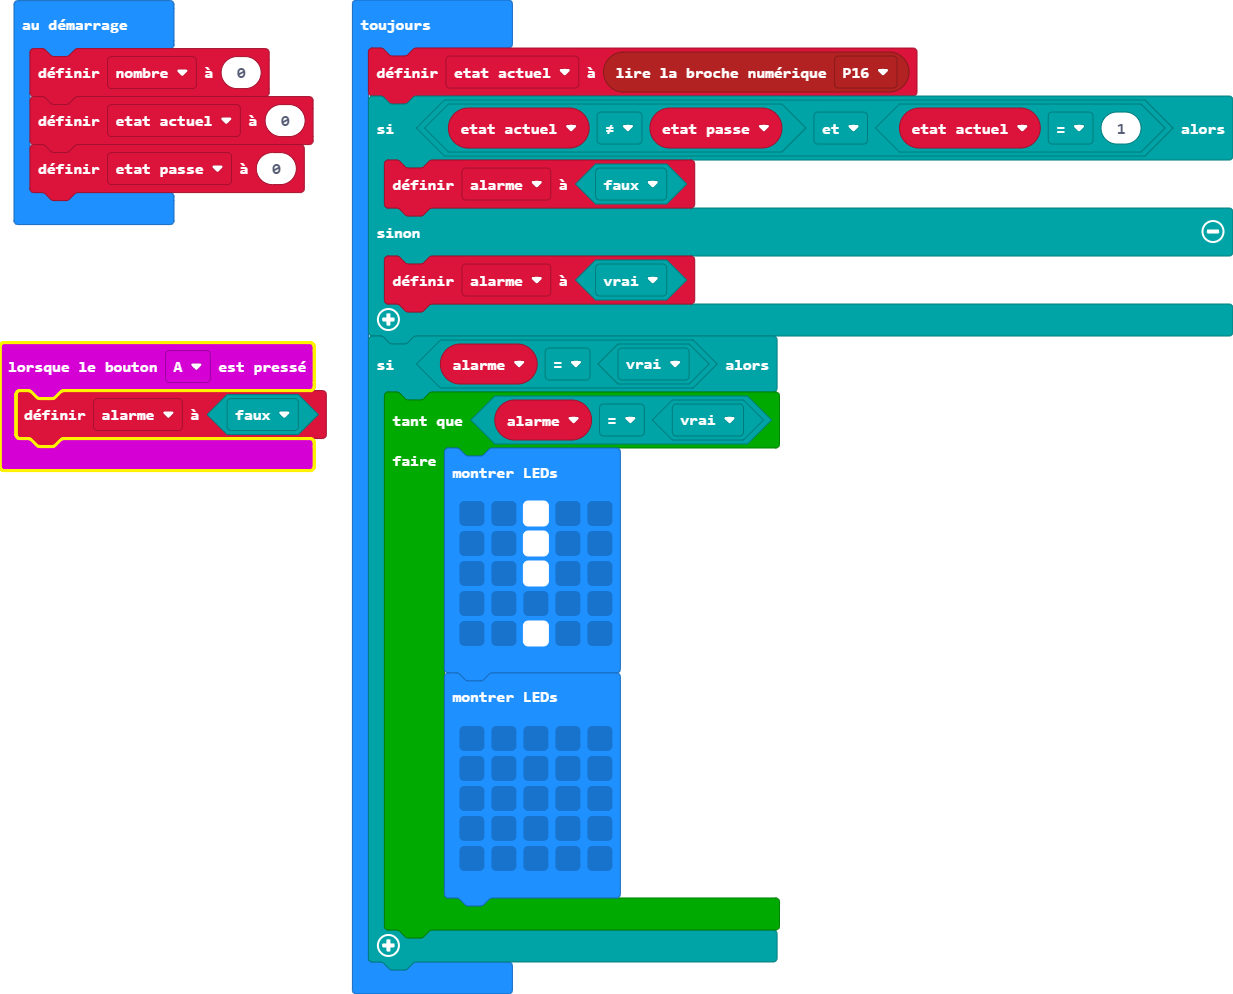 au démarrage
définir nombre à 0
définir etat actuel à 0
définir etat passe à 0
lorsque le bouton A est pressé
définir alarme à faux
toujours
définir etat actuel à lire la broche numérique P16
si etat actuel ≠ etat passe et etat actuel = 1 alors
définir alarme à faux
sinon
définir alarme à vrai
si alarme = vrai alors
tant que alarme = vrai
faire
montrer LEDs
montrer LEDs